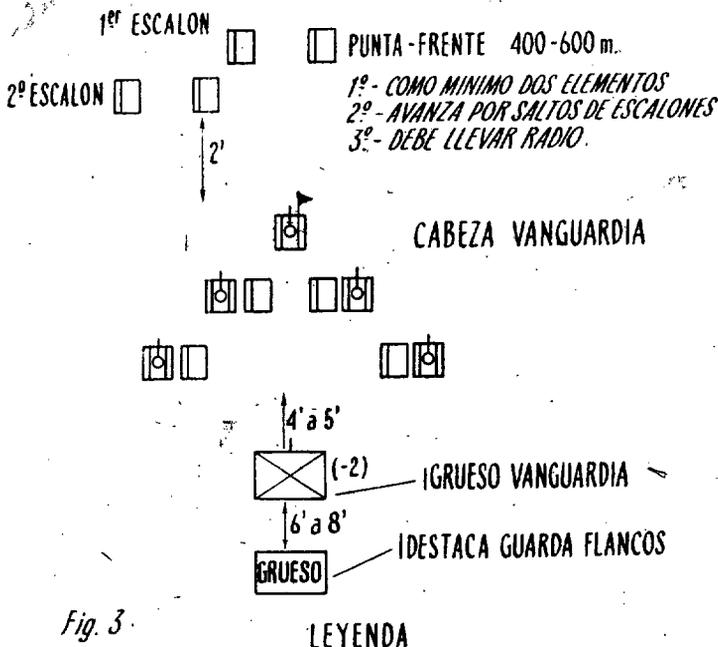 1er ESCALON
PUNTA-FRENTE 400-600 m.
2º ESCALON
1º - COMO MINIMO DOS ELEMENTOS
2º - AVANZA POR SALTOS DE ESCALONES
3º - DEBE LLEVAR RADIO.
2'
CABEZA VANGUARDIA
4' a 5'
(-2)
GRUESO VANGUARDIA
6' a 8'
DESTACA GUARDA FLANCOS
GRUESO
Fig. 3.
LEYENDA